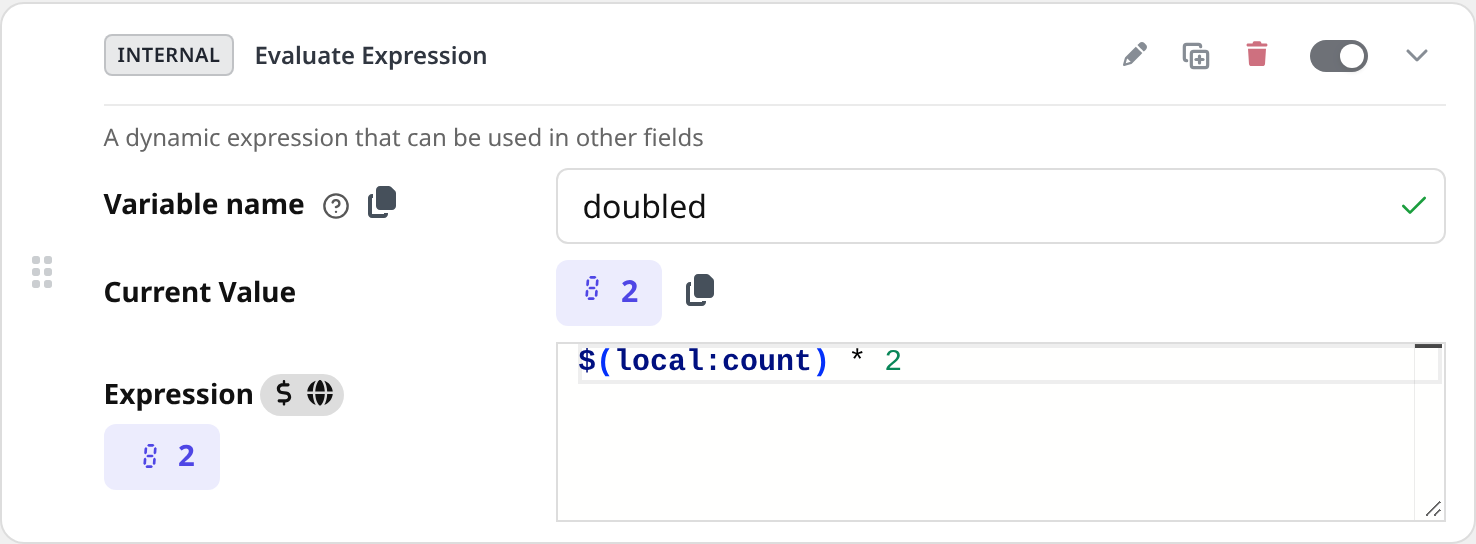 INTERNAL Evaluate Expression
A dynamic expression that can be used in other fields
Variable name doubled
Current Value 2
$(local:count) * 2
Expression $
2